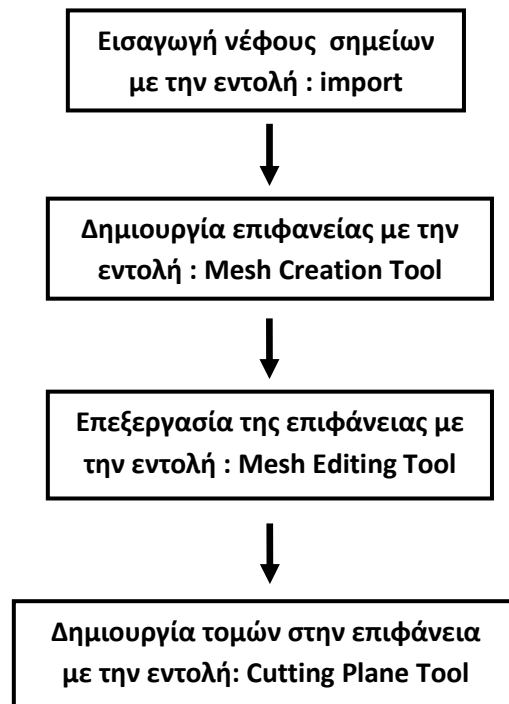 Εισαγωγή νέφους σημείων
με την εντολή : import
Δημιουργία επιφανείας με την
εντολή : Mesh Creation Tool
Επεξεργασία της επιφάνειας με
την εντολή : Mesh Editing Tool
Δημιουργία τομών στην επιφάνεια
με την εντολή: Cutting Plane Tool